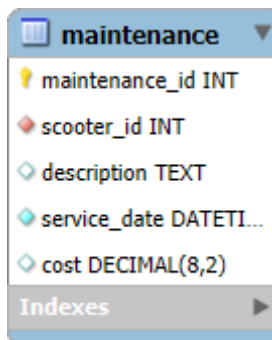 maintenance
maintenance_id INT
scooter_id INT
description TEXT
service_date DATETI...
cost DECIMAL(8,2)
Indexes